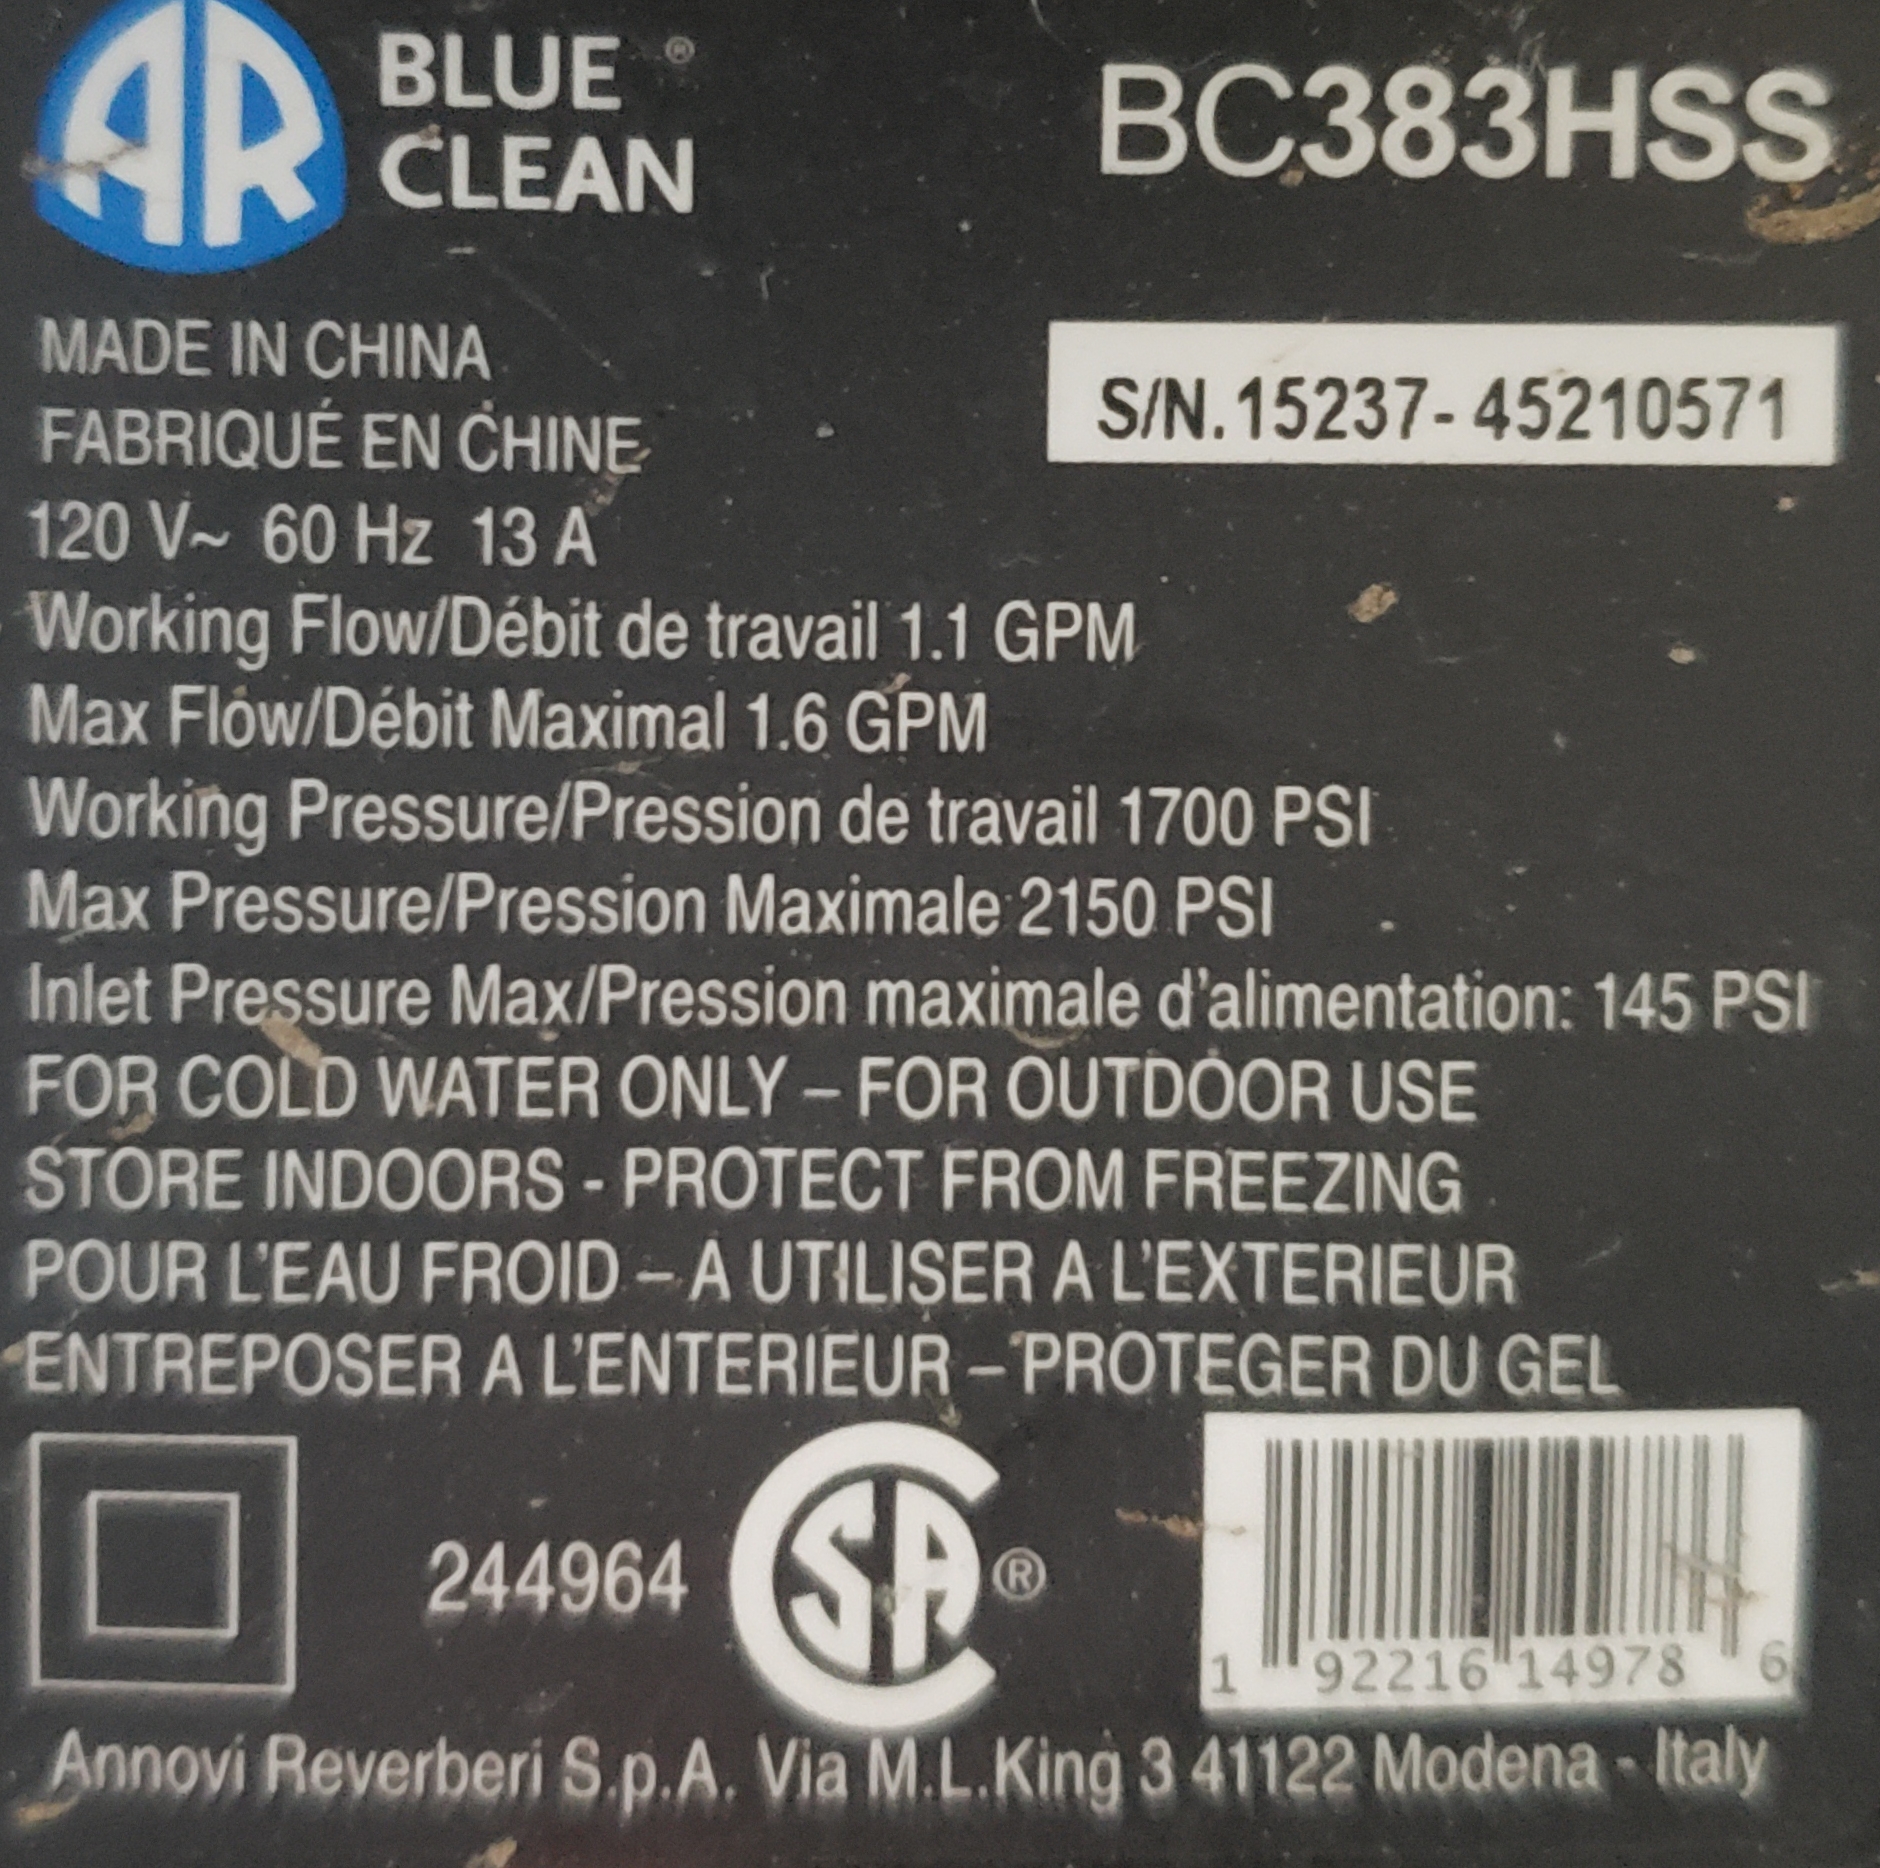 AR BLUE ® CLEAN
BC383HSS
MADE IN CHINA
FABRIQUÉ EN CHINE
S/N.15237- 45210571
120 V~ 60 Hz 13 A
Working Flow/Débit de travail 1.1 GPM
Max Flow/Débit Maximal 1.6 GPM
Working Pressure/Pression de travail 1700 PSI
Max Pressure/Pression Maximale 2150 PSI
Inlet Pressure Max/Pression maximale d'alimentation: 145 PSI
FOR COLD WATER ONLY – FOR OUTDOOR USE
STORE INDOORS - PROTECT FROM FREEZING
POUR L'EAU FROID – A UTILISER A L'EXTERIEUR
ENTREPOSER A L'ENTERIEUR – PROTEGER DU GEL
244964
CSA ®
1 92216 14978 6
Annovi Reverberi S.p.A. Via M.L.King 3 41122 Modena - Italy